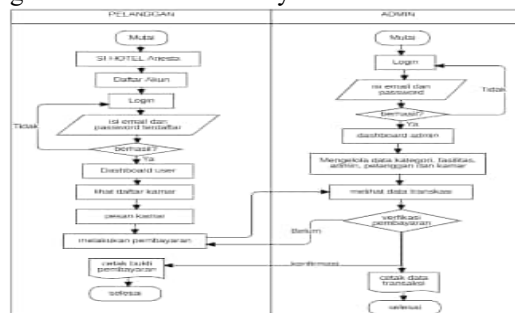 PELANGGAN
Mulai
SI HOTEL Anesta
Daftar Akun
Login
isi email dan
password terdaftar
Tidak
berhasil?
Ya
Dashboard user
lihat daftar kamar
pesan kamar
melakukan pembayaran
cetak bukti
pembayaran
selesai
ADMIN
Mulai
Login
isi email dan
password
Tidak
berhasil?
Ya
dashboard admin
Mengelola data kategori, fasilitas,
admin, pelanggan dan kamar
melihat data transkasi
verfikasi
pembayaran
Belum
konfirmasi
cetak data
transaksi
selesai